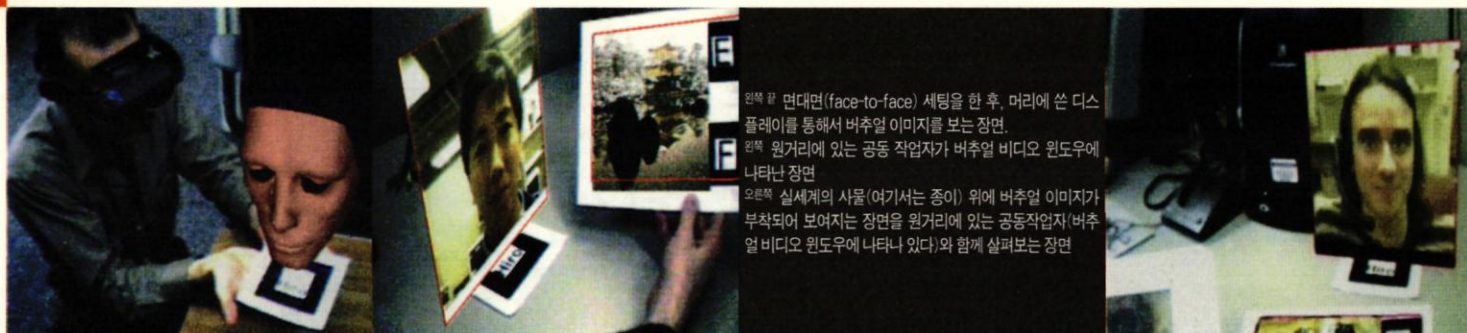 왼쪽 끝 면대면(face-to-face) 세팅을 한 후, 머리에 쓴 디스
플레이를 통해서 버추얼 이미지를 보는 장면.
왼쪽 원거리에 있는 공동 작업자가 버추얼 비디오 윈도우에
나타난 장면
오른쪽 실세계의 사물(여기서는 종이) 위에 버추얼 이미지가
부착되어 보여지는 장면을 원거리에 있는 공동작업자(버추
얼 비디오 윈도우에 나타나 있다)와 함께 살펴보는 장면
Hiro
E
F